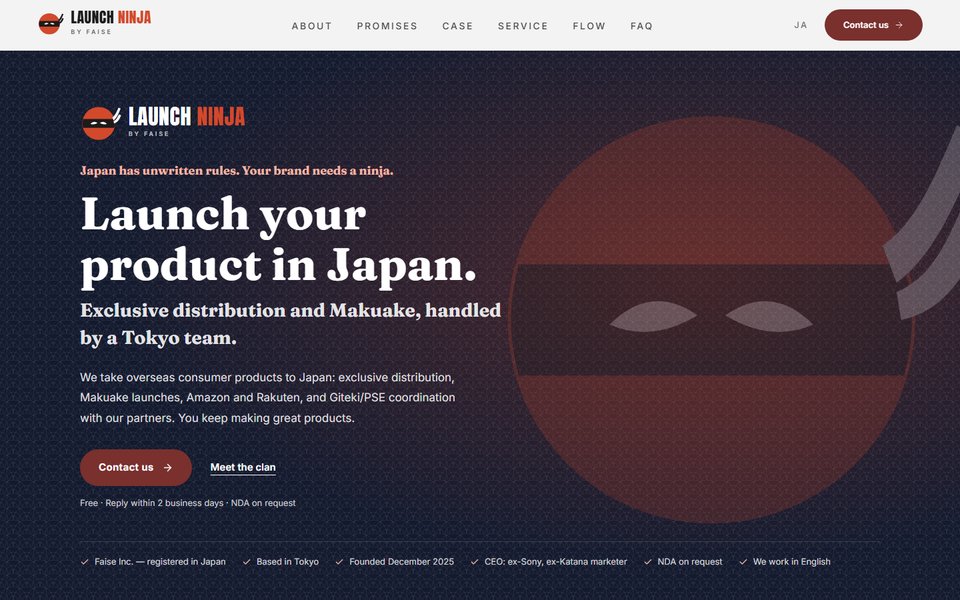 LAUNCH NINJA
BY FAISE
ABOUT PROMISES CASE SERVICE FLOW FAQ
JA
Contact us →
LAUNCH NINJA
BY FAISE
Japan has unwritten rules. Your brand needs a ninja.
Launch your
product in Japan.
Exclusive distribution and Makuake, handled
by a Tokyo team.
We take overseas consumer products to Japan: exclusive distribution,
Makuake launches, Amazon and Rakuten, and Giteki/PSE coordination
with our partners. You keep making great products.
Contact us →
Meet the clan
Free · Reply within 2 business days · NDA on request
✓ Faise Inc. — registered in Japan ✓ Based in Tokyo ✓ Founded December 2025 ✓ CEO: ex-Sony, ex-Katana marketer ✓ NDA on request ✓ We work in English